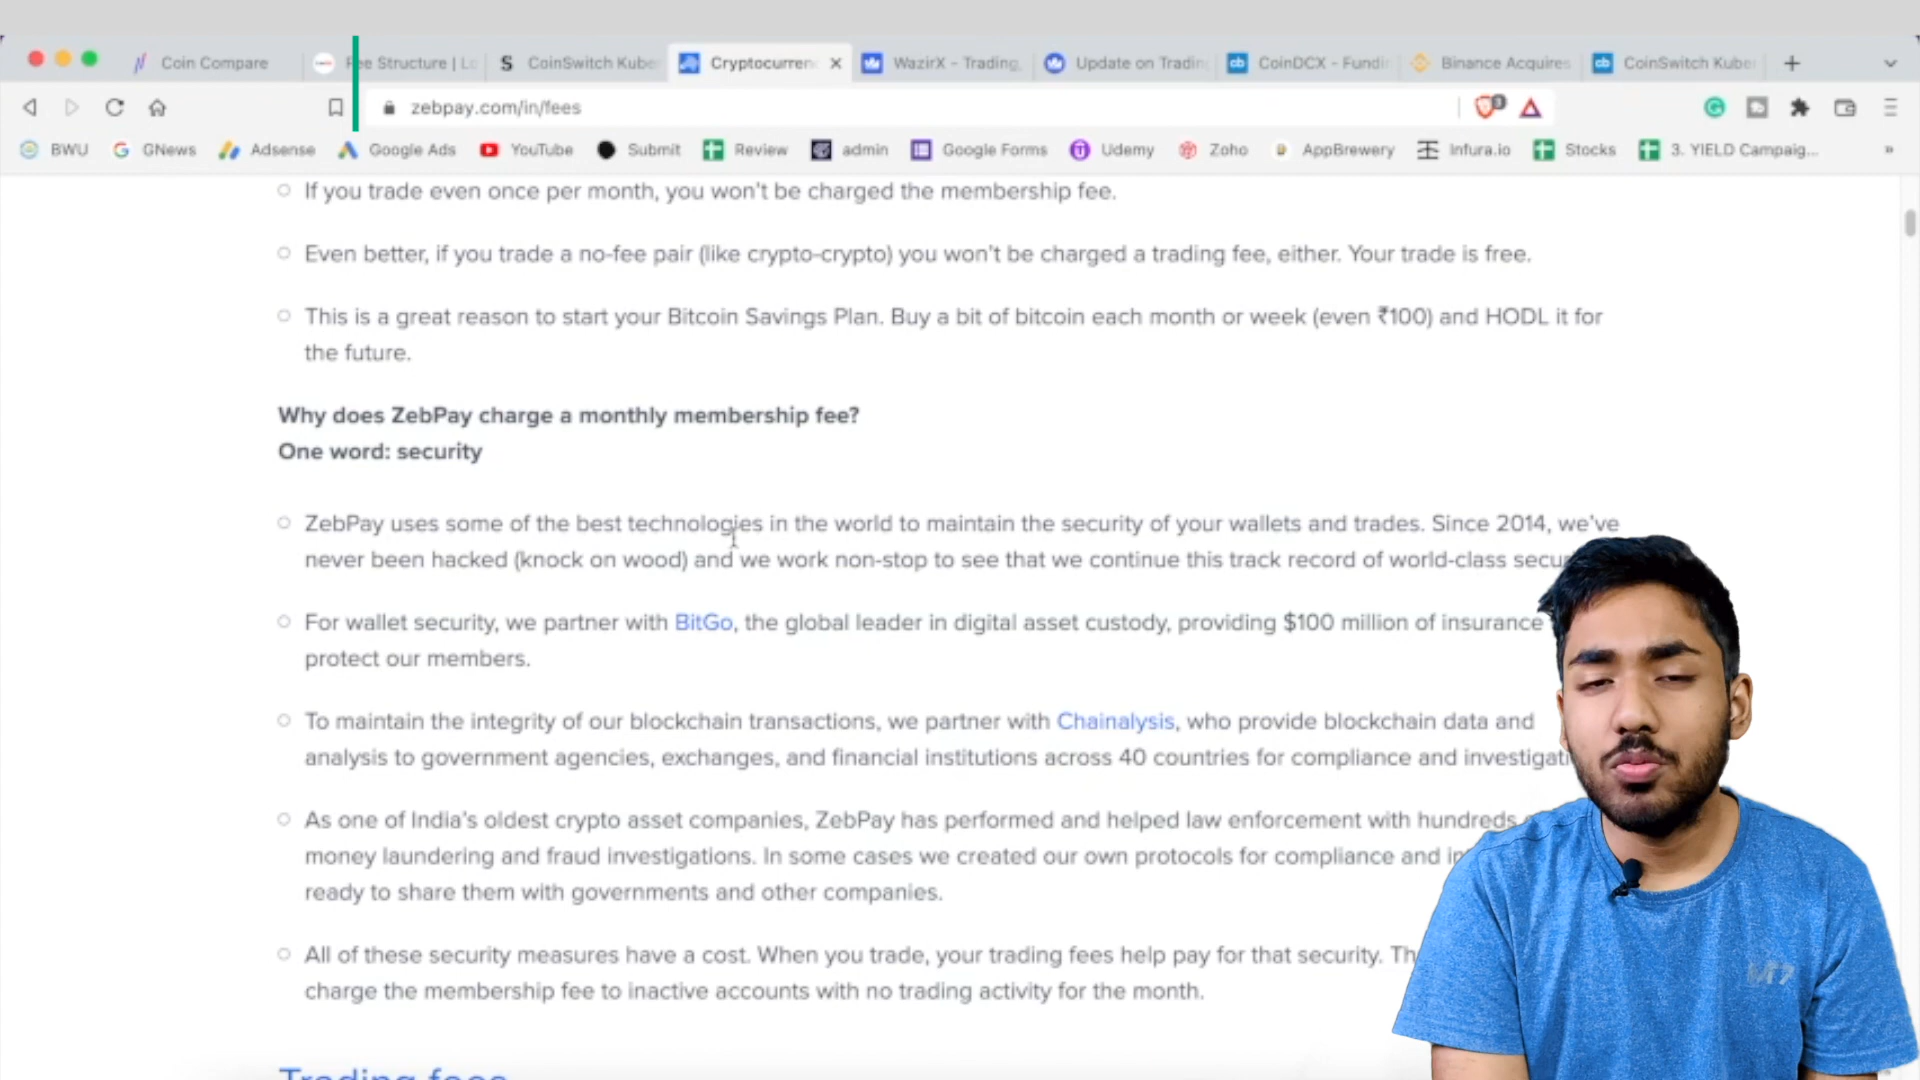 Coin Compare
ee Structure | Lo
CoinSwitch Kuber
Cryptocurrenc
WazirX - Trading,
Update on Trading
CoinDCX - Fundin
Binance Acquires
CoinSwitch Kuber
zebpay.com/in/fees
3
BWU
GNews
Adsense
Google Ads
YouTube
Submit
Review
admin
Google Forms
Udemy
Zoho
AppBrewery
Infura.io
Stocks
3. YIELD Campaig...
If you trade even once per month, you won't be charged the membership fee.
Even better, if you trade a no-fee pair (like crypto-crypto) you won't be charged a trading fee, either. Your trade is free.
This is a great reason to start your Bitcoin Savings Plan. Buy a bit of bitcoin each month or week (even ₹100) and HODL it for
the future.
Why does ZebPay charge a monthly membership fee?
One word: security
ZebPay uses some of the best technologies in the world to maintain the security of your wallets and trades. Since 2014, we've
never been hacked (knock on wood) and we work non-stop to see that we continue this track record of world-class secu
For wallet security, we partner with BitGo, the global leader in digital asset custody, providing $100 million of insurance
protect our members.
To maintain the integrity of our blockchain transactions, we partner with Chainalysis, who provide blockchain data and
analysis to government agencies, exchanges, and financial institutions across 40 countries for compliance and investigati
As one of India's oldest crypto asset companies, ZebPay has performed and helped law enforcement with hundreds
money laundering and fraud investigations. In some cases we created our own protocols for compliance and in
ready to share them with governments and other companies.
All of these security measures have a cost. When you trade, your trading fees help pay for that security. Th
charge the membership fee to inactive accounts with no trading activity for the month.
Trading fees